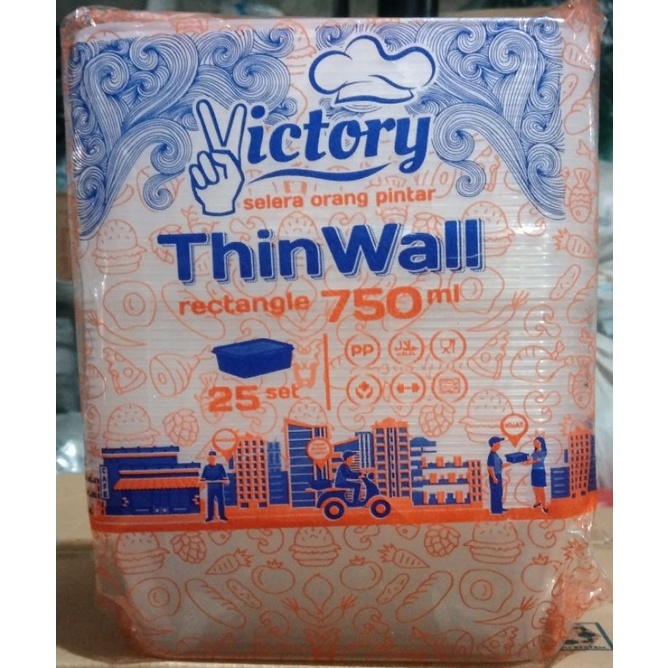 Victory
selera orang pintar
ThinWall
rectangle 750 ml
25 set
PP